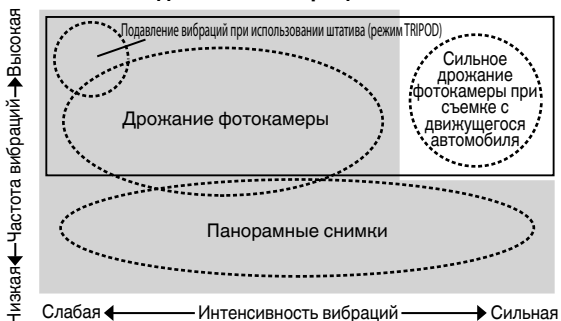 Подавление вибраций при использовании штатива (режим TRIPOD)
Сильное
дрожание
фотокамеры при
съемке с
движущегося
автомобиля
Дрожание фотокамеры
Панорамные снимки
Низкая Частота вибраций Высокая
Слабая Интенсивность вибраций Сильная